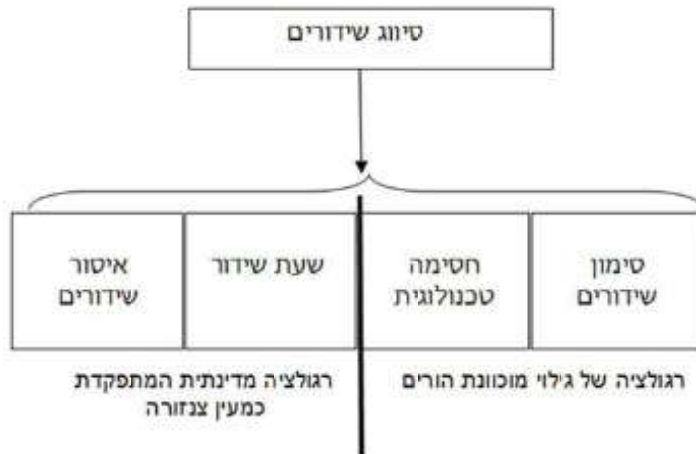 סיווג שידורים
סימון
שידורים
חסימה
טכנולוגית
שעת שידור
איסור
שידורים
רגולציה של גילוי מוכוונת הורים
רגולציה מדינתית המתפקדת
כמעין צנזורה